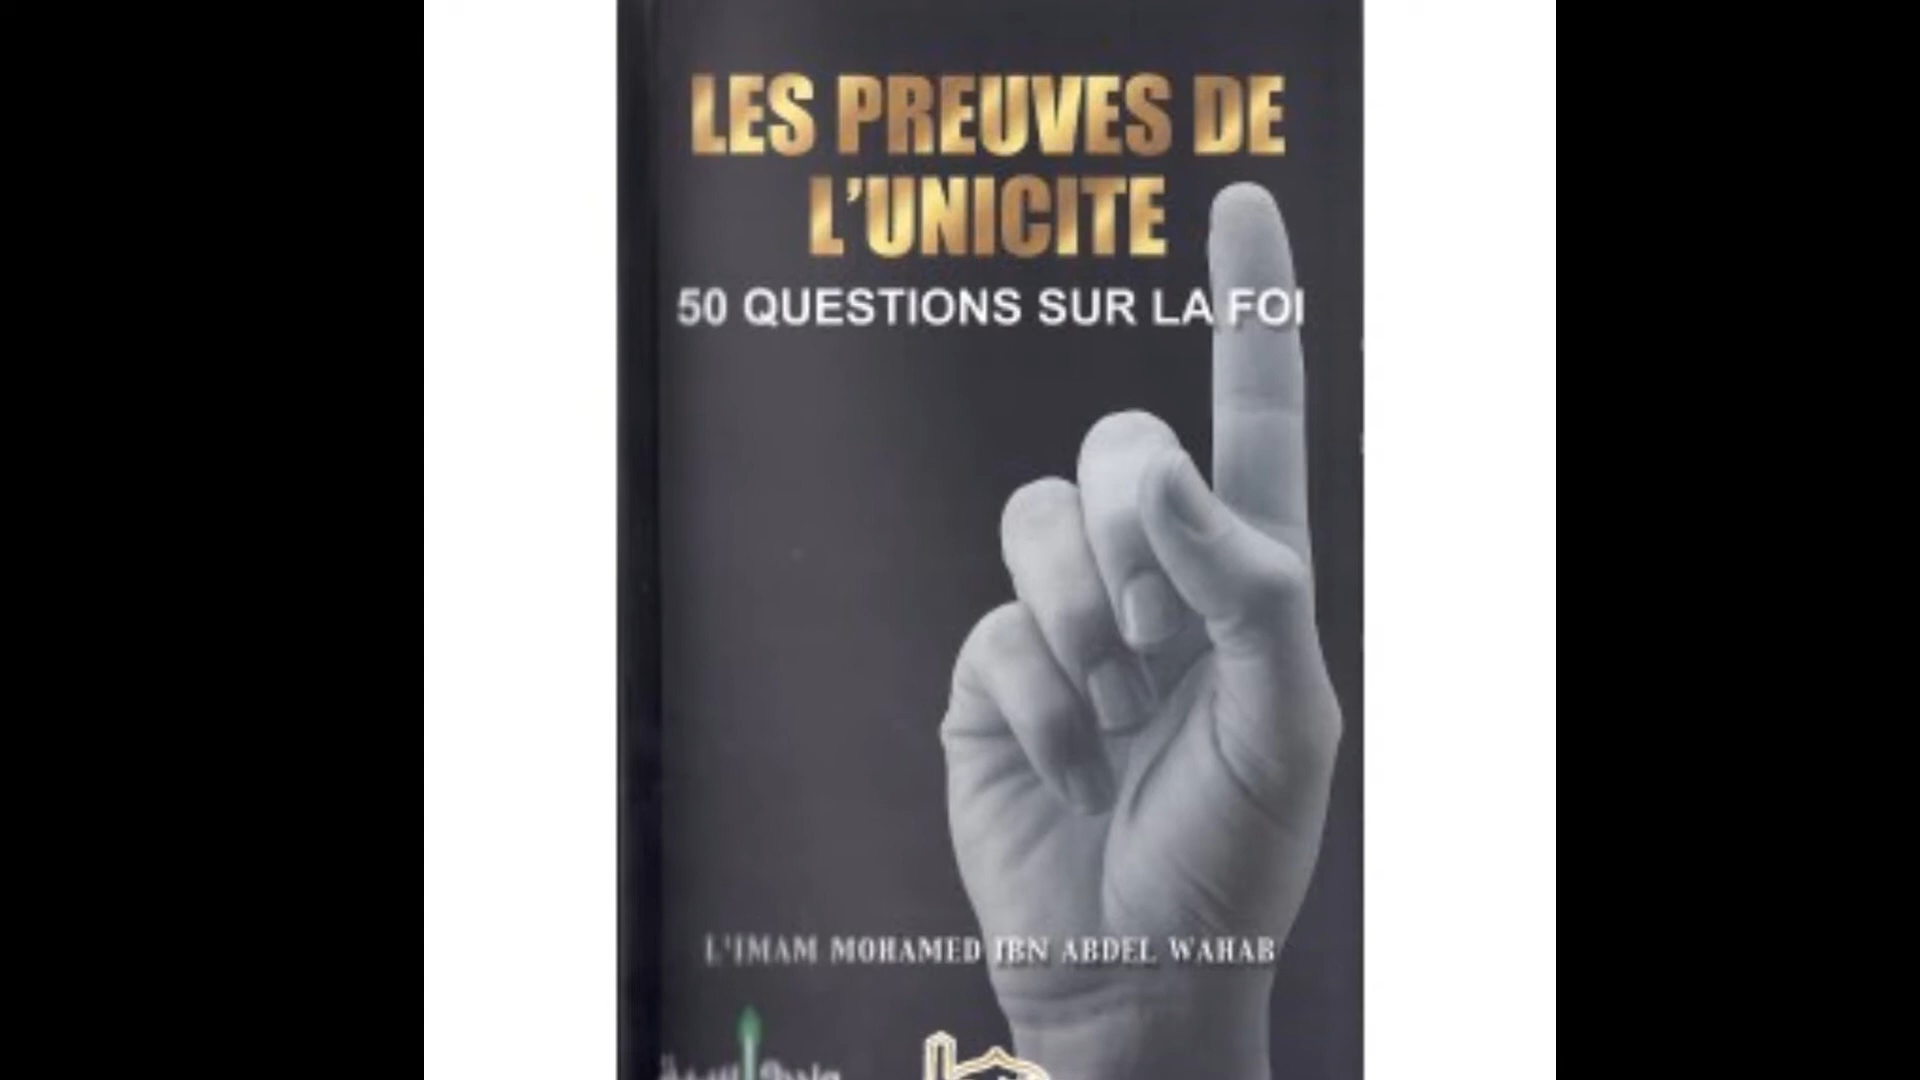 LES PREUVES DE
L'UNICITE
50 QUESTIONS SUR LA FOI
L'IMAM MOHAMED IBN ABDEL WAHAB